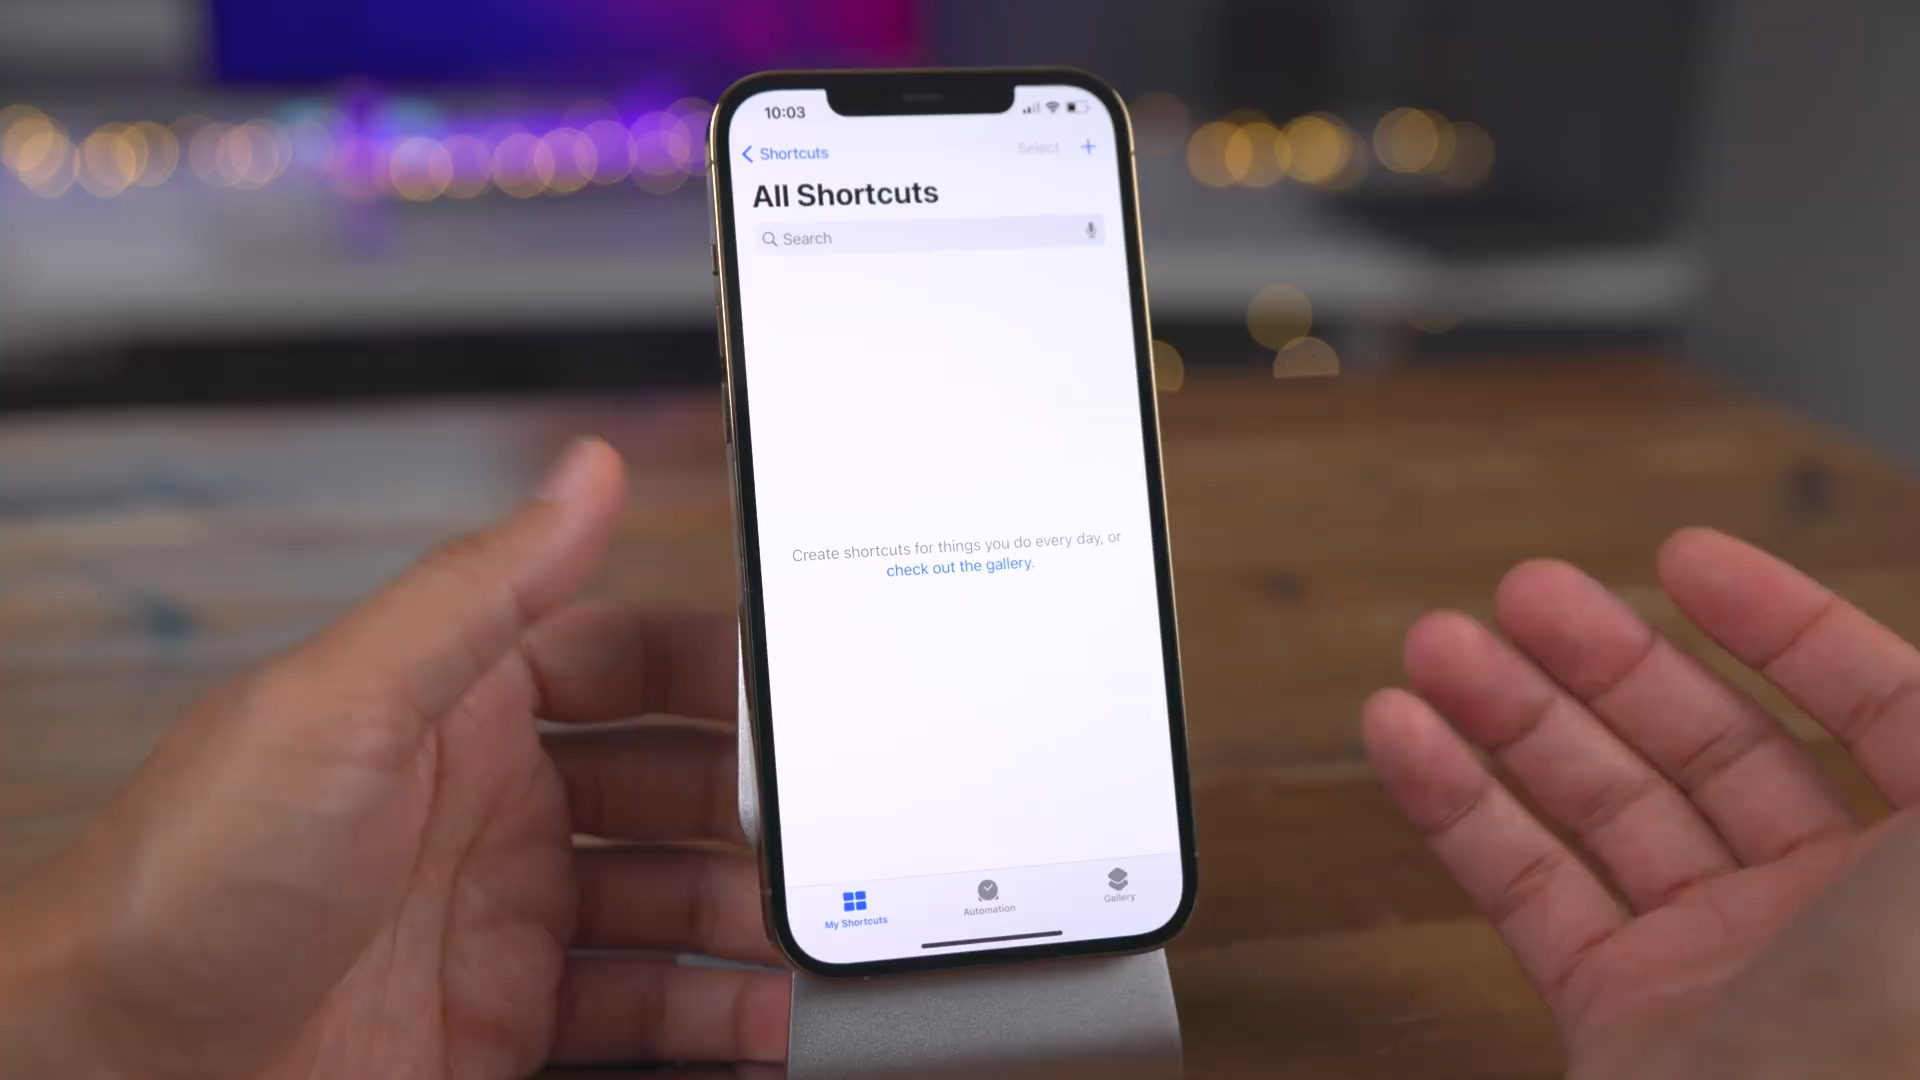 10:03
Shortcuts
Select
All Shortcuts
Search
Create shortcuts for things you do every day, or
check out the gallery.
My Shortcuts
Automation
Gallery